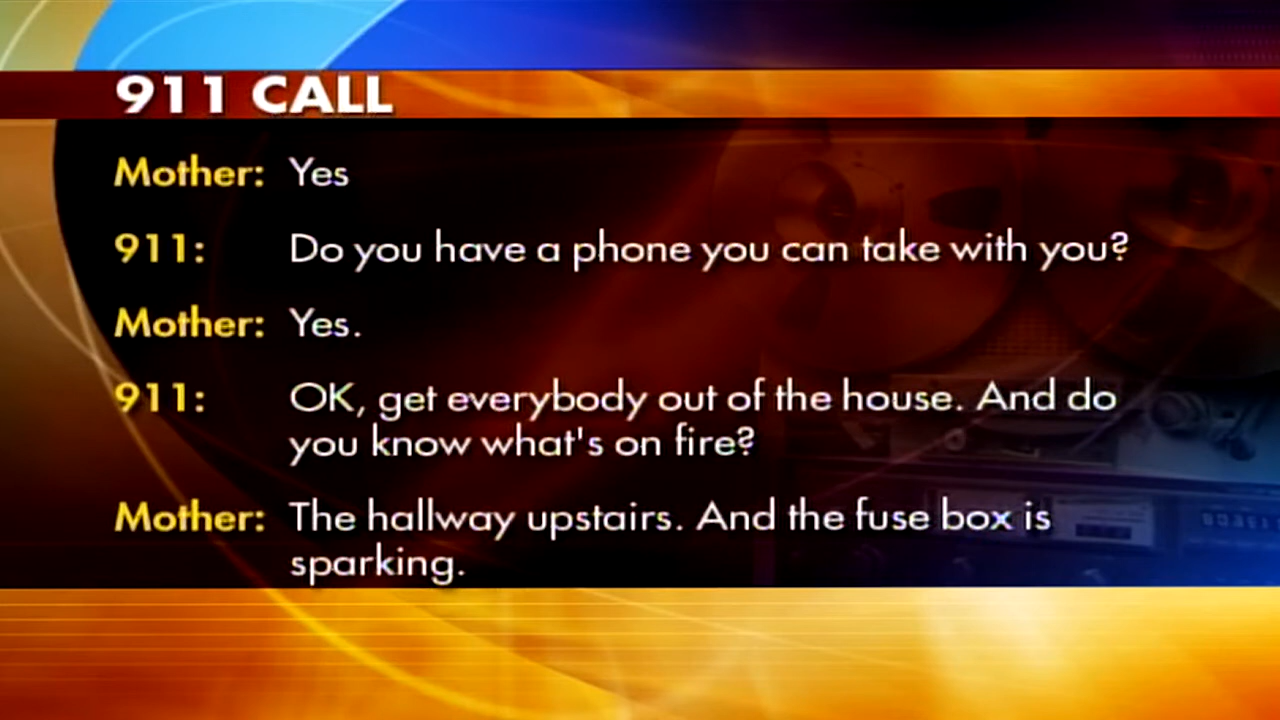 911 CALL
Mother: Yes
911: Do you have a phone you can take with you?
Mother: Yes.
911: OK, get everybody out of the house. And do
you know what's on fire?
Mother: The hallway upstairs. And the fuse box is
sparking.